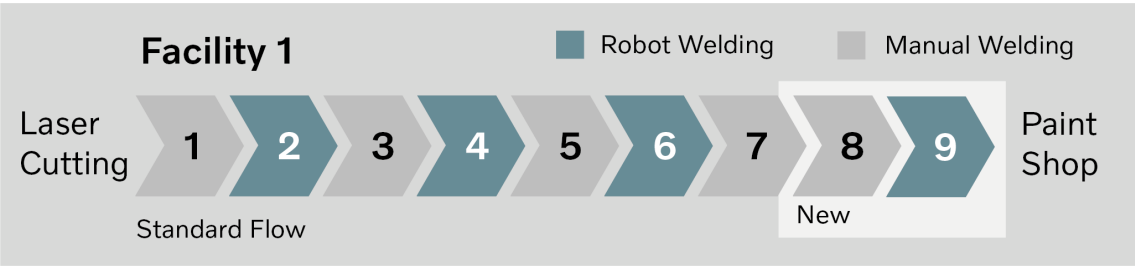 Facility 1
Robot Welding
Manual Welding
Laser
Cutting
1 2 3 4 5 6 7 8 9
Paint
Shop
New
Standard Flow